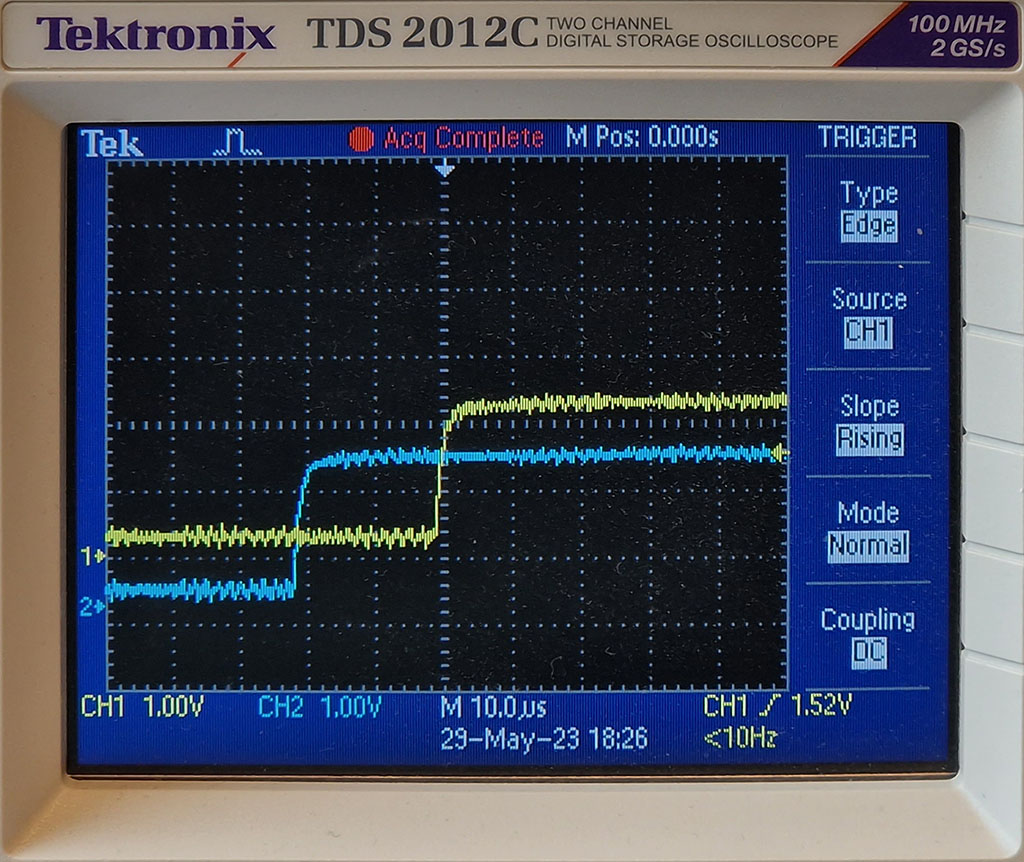 Tektronix TDS 2012C TWO CHANNEL
DIGITAL STORAGE OSCILLOSCOPE
100 MHz
2 GS/s
Tek Acq Complete M Pos: 0.000s TRIGGER
Type
Edge
Source
CH1
Slope
Rising
Mode
Normal
Coupling
DC
1
2
CH1 1.00V CH2 1.00V M 10.0µs CH1 1.52V
29-May-23 18:26 <10Hz